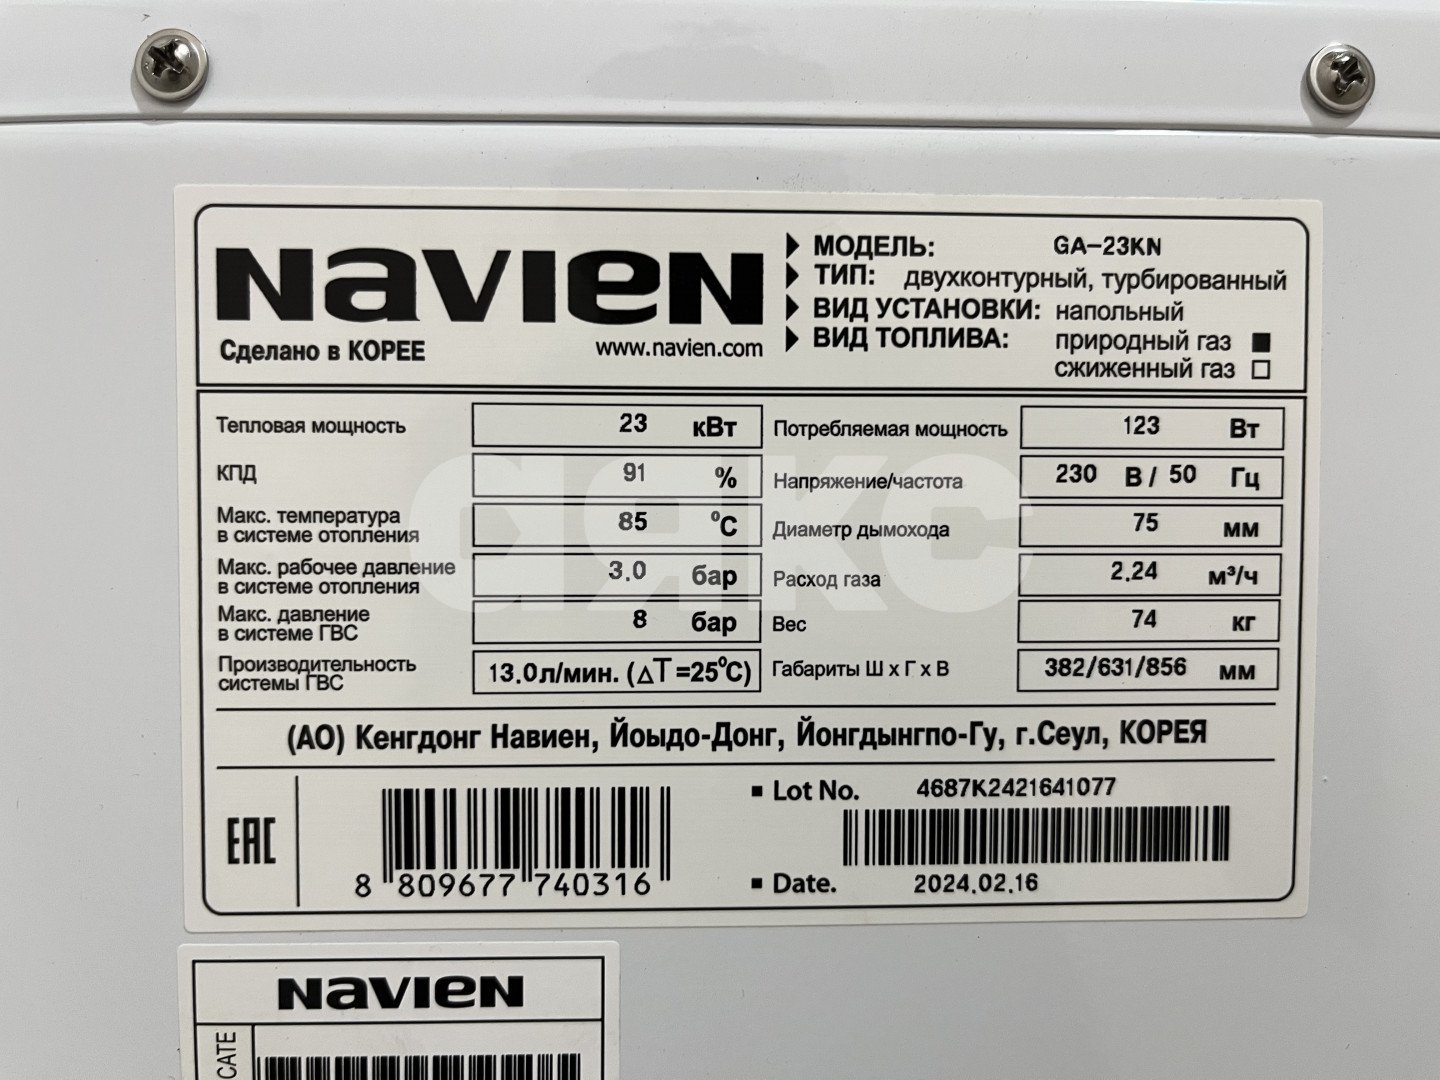 Navien
Сделано в КОРЕЕ
www.navien.com
МОДЕЛЬ: GA-23KN
ТИП: двухконтурный, турбированный
ВИД УСТАНОВКИ: напольный
ВИД ТОПЛИВА: природный газ ■
сжиженный газ □
Тепловая мощность 23 кВт
КПД 91 %
Макс. температура
в системе отопления 85 ºC
Макс. рабочее давление
в системе отопления 3.0 бар
Макс. давление
в системе ГВС 8 бар
Производительность
системы ГВС 13.0л/мин. (△T=25ºC)
Потребляемая мощность 123 Вт
Напряжение/частота 230 В / 50 Гц
Диаметр дымохода 75 мм
Расход газа 2.24 м³/ч
Вес 74 кг
Габариты Ш х Г х В 382/631/856 мм
(АО) Кенгдонг Навиен, Йоыдо-Донг, Йонгдынгпо-Гу, г.Сеул, КОРЕЯ
EAC
8 809677 740316
Lot No. 4687K2421641077
Date. 2024.02.16
Navien
CATE
аякс